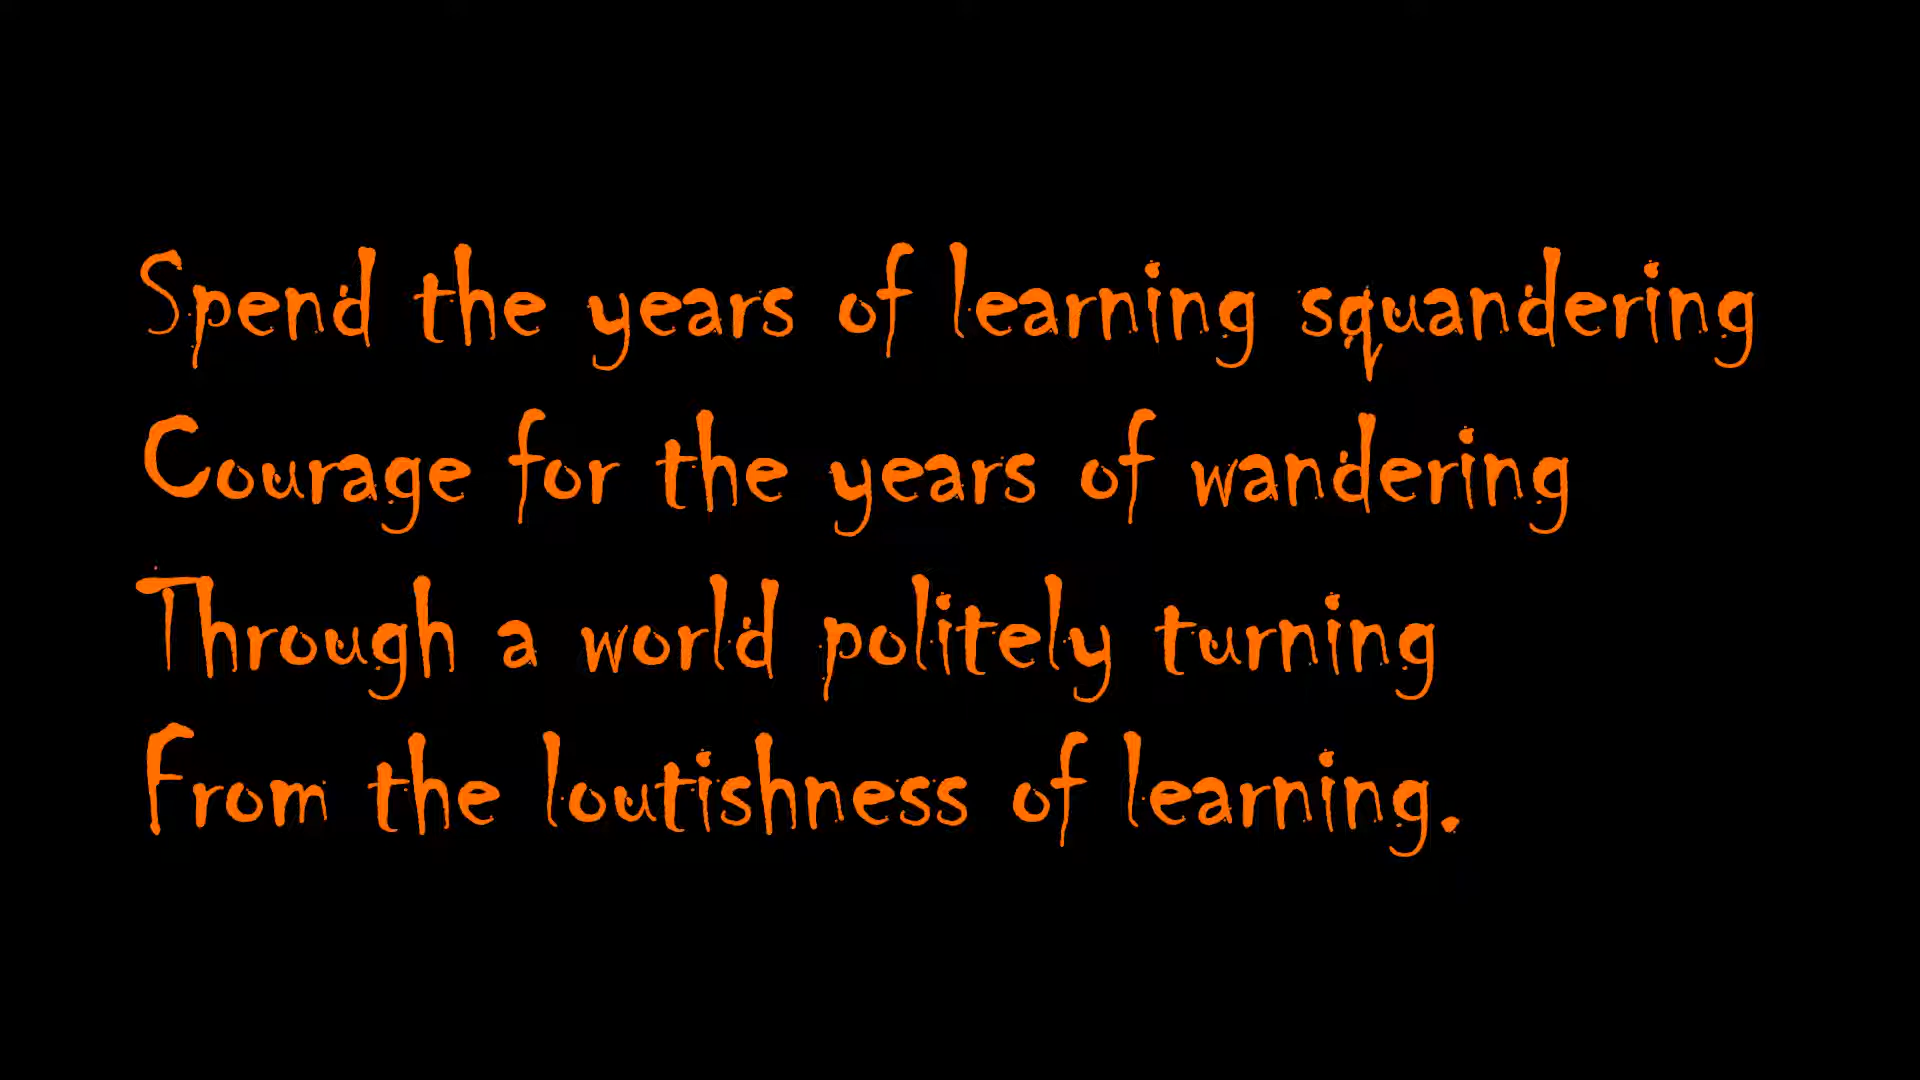 Spend the years of learning squandering
Courage for the years of wandering
Through a world politely turning
From the loutishness of learning.